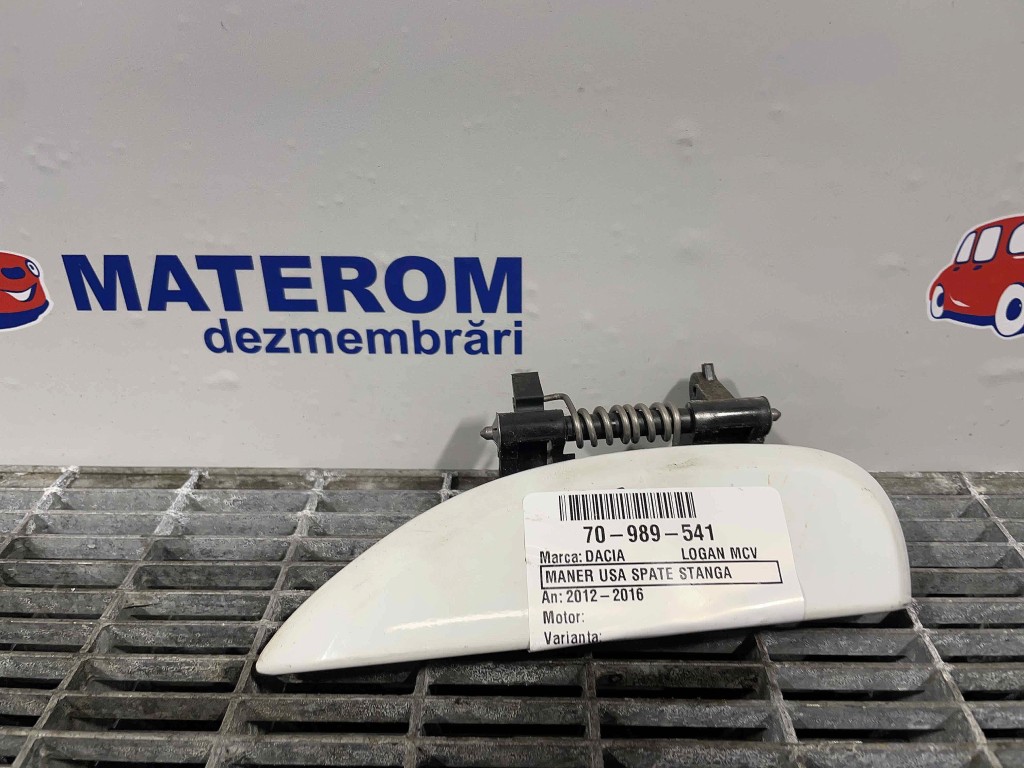 MATEROM
dezmembrări
70-989-541
Marca: DACIA LOGAN MCV
MANER USA SPATE STANGA
An: 2012-2016
Motor:
Varianta: